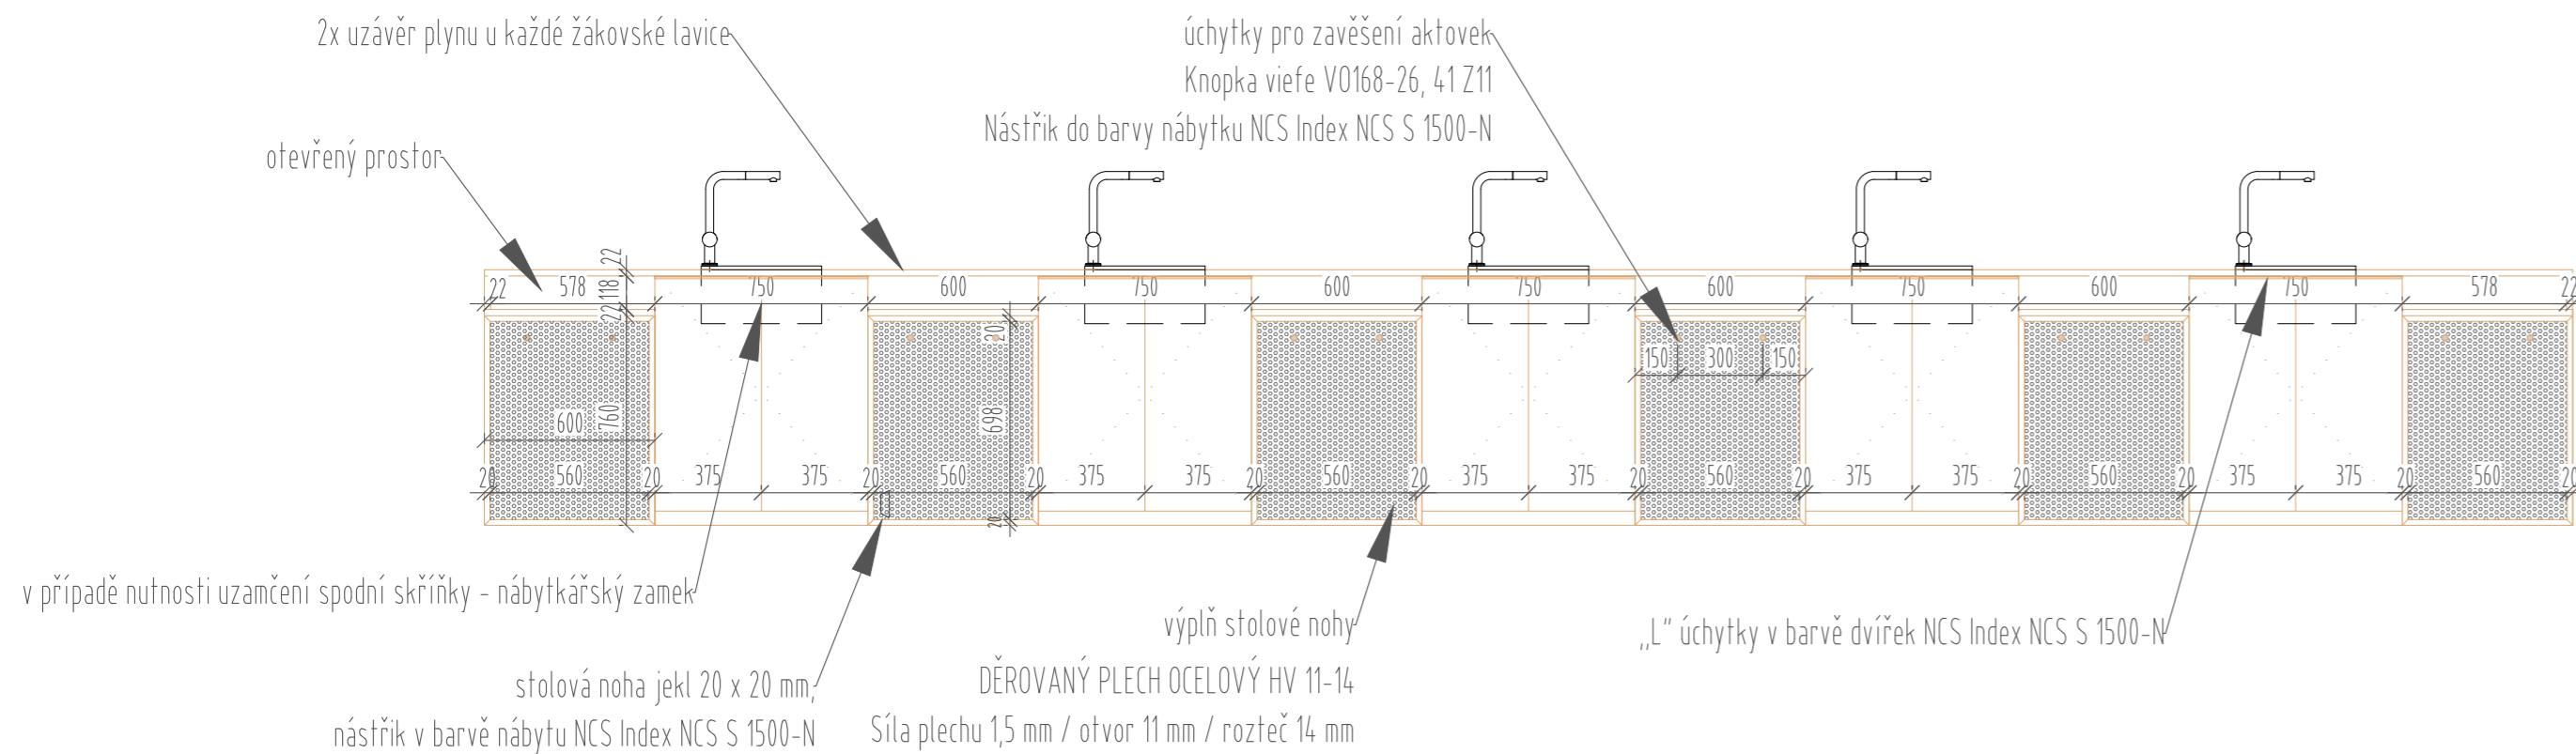 2x uzávěr plynu u každé žákovské lavice
úchytky pro zavěšení aktovek
Knopka viefe V0168-26, 41 Z11
Nástřik do barvy nábytku NCS Index NCS S 1500-N
otevřený prostor
22 578 22 118 22 750 600 750 600 750 600 750 600 750 578 22
20
150 300 150
600 760 698
20 560 20 375 375 20 560 20 375 375 20 560 20 375 375 20 560 20 375 375 20 560 20 375 375 20 560 20
20
v případě nutnosti uzamčení spodní skříňky - nábytkářský zamek
výplň stolové nohy
DĚROVANÝ PLECH OCELOVÝ HV 11-14
Síla plechu 1,5 mm / otvor 11 mm / rozteč 14 mm
„L" úchytky v barvě dvířek NCS Index NCS S 1500-N
stolová noha jekl 20 x 20 mm,
nástřik v barvě nábytu NCS Index NCS S 1500-N